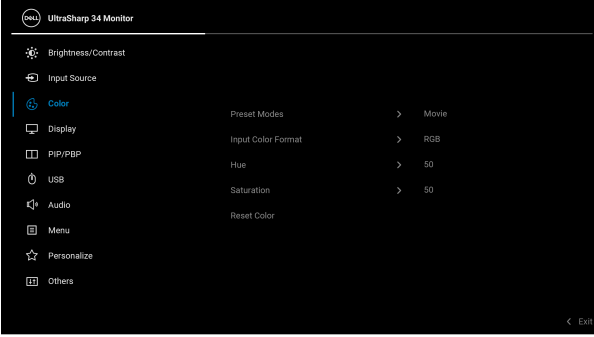 DELL UltraSharp 34 Monitor
Brightness/Contrast
Input Source
Color
Display
PIP/PBP
USB
Audio
Menu
Personalize
Others
Preset Modes > Movie
Input Color Format > RGB
Hue > 50
Saturation > 50
Reset Color
< Exit